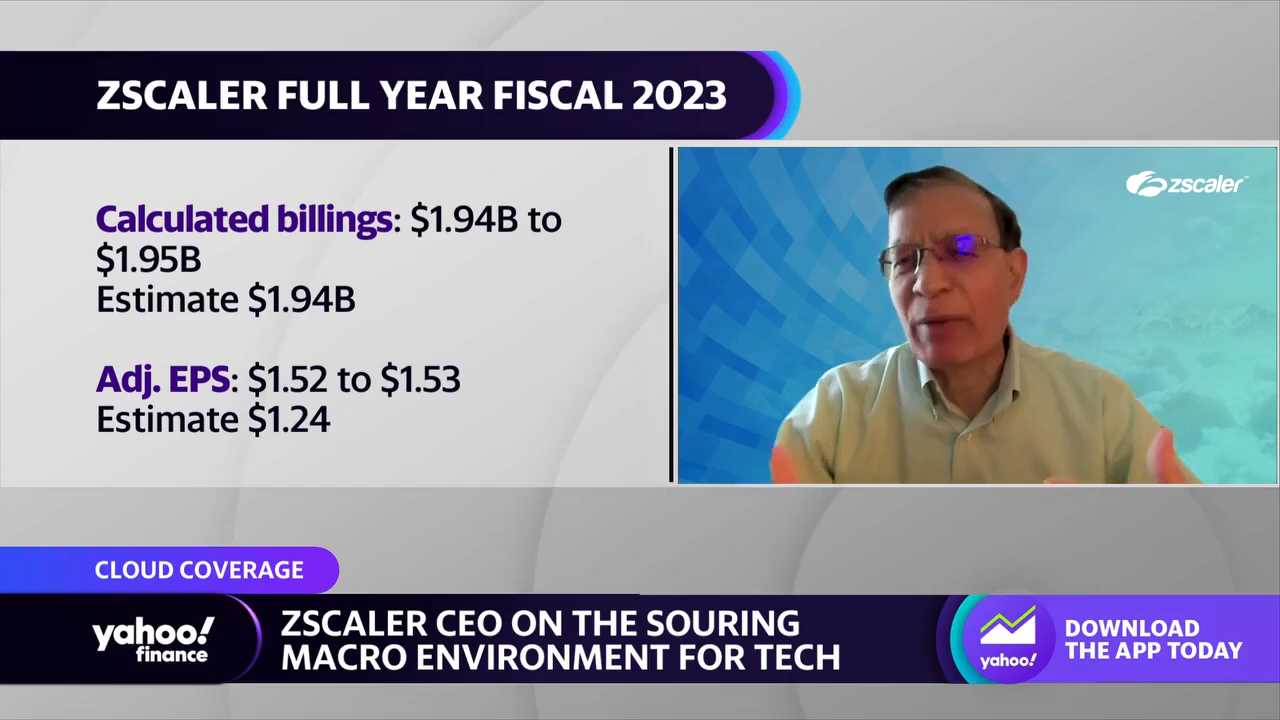 ZSCALER FULL YEAR FISCAL 2023
zscaler™
Calculated billings: $1.94B to
$1.95B
Estimate $1.94B
Adj. EPS: $1.52 to $1.53
Estimate $1.24
CLOUD COVERAGE
yahoo!
finance
ZSCALER CEO ON THE SOURING
MACRO ENVIRONMENT FOR TECH
yahoo!
DOWNLOAD
THE APP TODAY